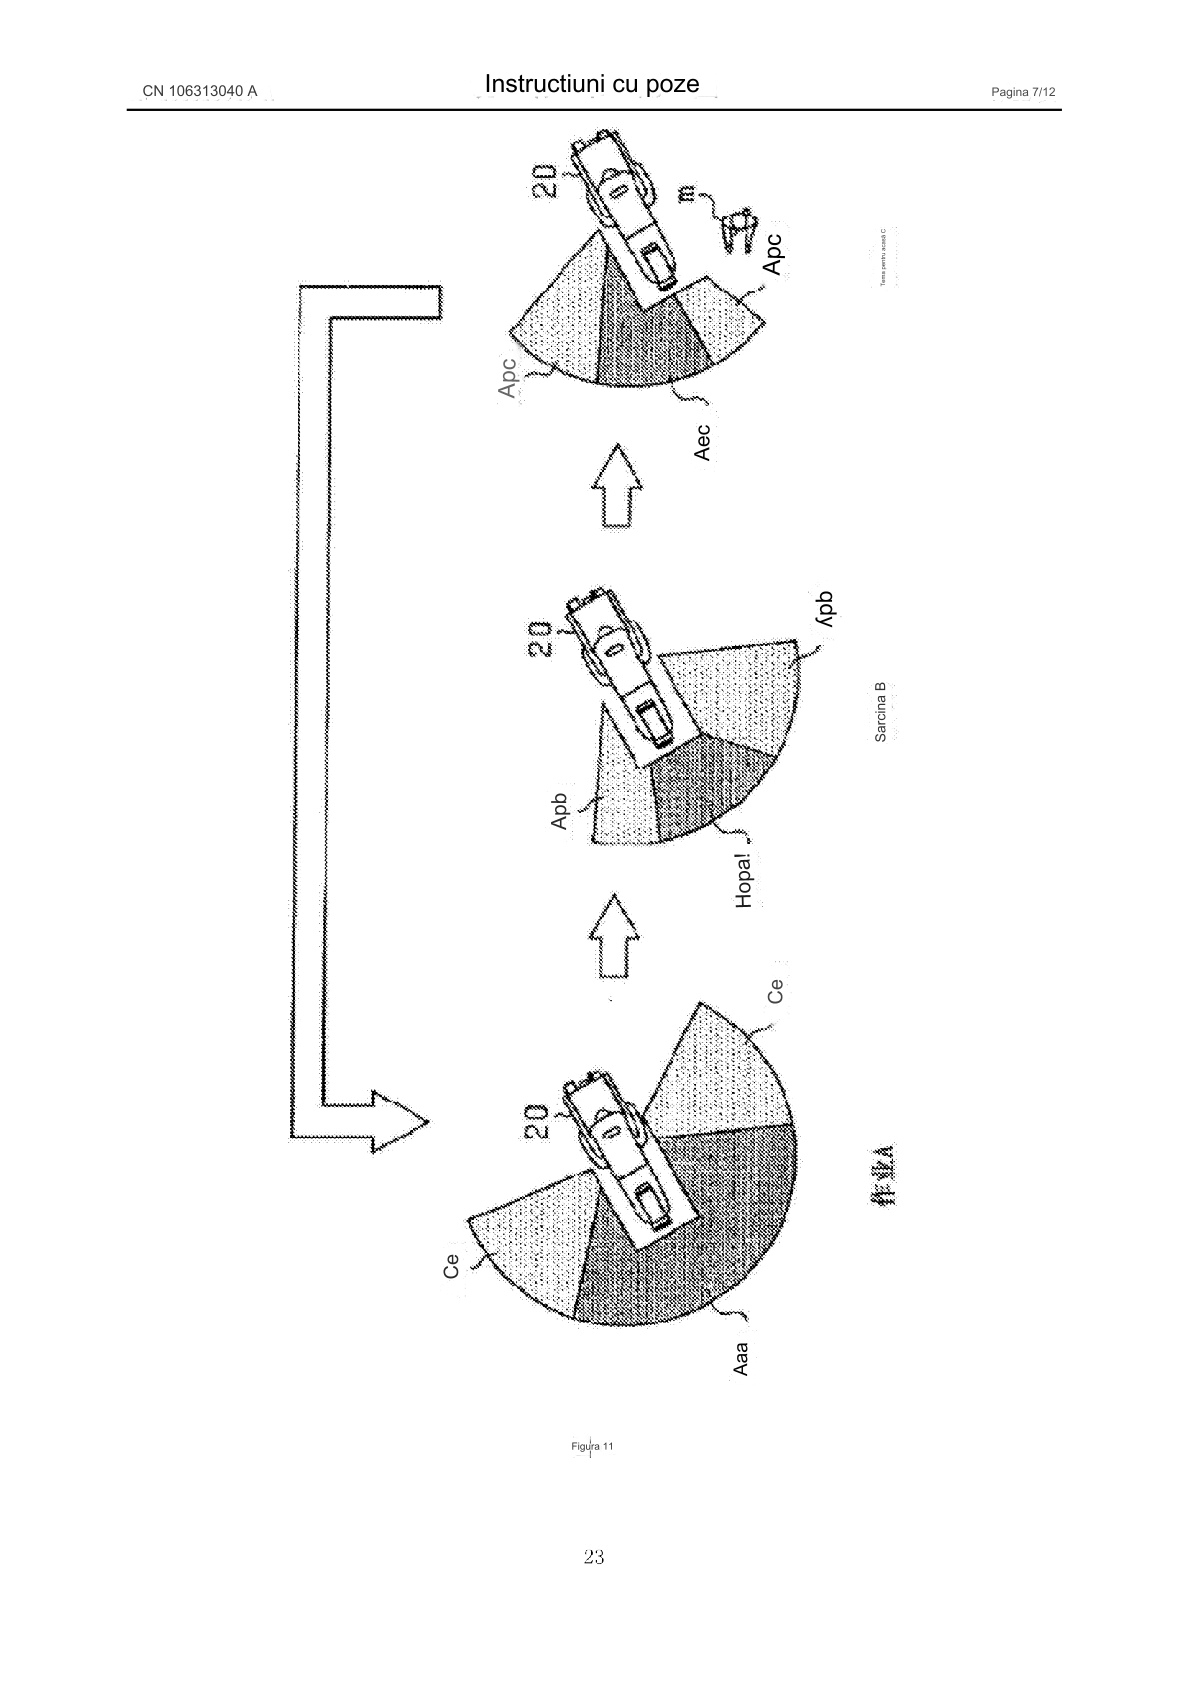 CN 106313040 A
Instructiuni cu poze
Pagina 7/12
20
m
Apc
Tema pentru acasă C
Apc
Aec
20
Apb
Sarcina B
Apb
Hopa!
Ce
20
作业A
Ce
Aaa
Figura 11
23